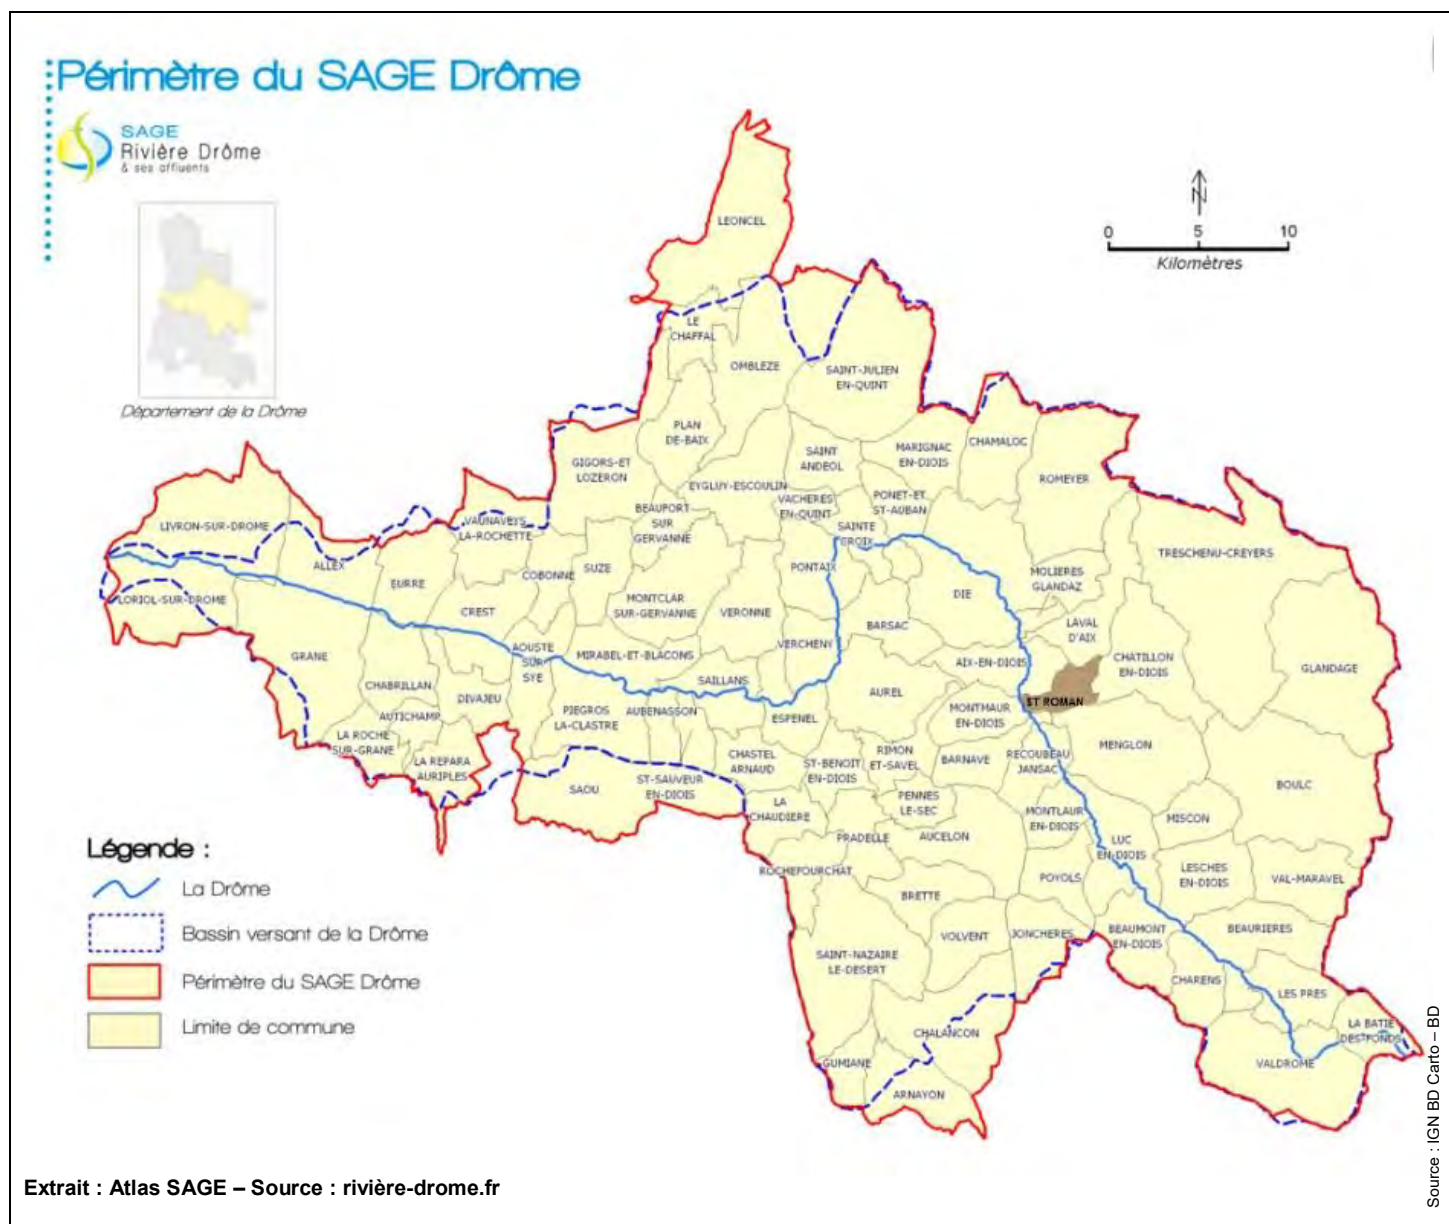 Périmètre du SAGE Drôme
SAGE
Rivière Drôme
& ses affluents
Département de la Drôme
N
0 5 10
Kilomètres
LEONCEL
LE
CHAFFAL
OMBLEZE
SAINT-JULIEN
EN-QUINT
PLAN
DE-BAIX
GIGORS-ET
LOZERON
SAINT
ANDEOL
MARIGNAC
EN-DIOIS
CHAMALOC
ROMEYER
EYGLUY-ESCOULIN
VACHERES
EN-QUINT
PONET-ET
ST-AUBAN
BEAUFORT
SUR
GERVANNE
SAINTE
CROIX
LIVRON-SUR-DROME
VAUNAVEYS
LA-ROCHETTE
TRESCHENU-CREYERS
ALLEX
EURRE
COBONNE
SUZE
PONTAIX
MOLIERES
GLANDAZ
DIE
LORIOL-SUR-DROME
CREST
MONTCLAR
SUR-GERVANNE
VERONNE
BARSAC
LAVAL
D'AIX
GRANE
AOUSTE
SUR
SYE
MIRABEL-ET-BLACONS
VERCHENY
AIX-EN-DIOIS
CHATILLON
EN-DIOIS
GLANDAGE
CHABRILLAN
DIVAJEU
SAILLANS
AUREL
ST ROMAN
AUTICHAMP
PIEGROS
LA-CLASTRE
AUBENASSON
ESPENEL
MONTMAUR
EN-DIOIS
LA ROCHE
SUR-GRANE
LA REPARA
AURIPLES
CHASTEL
ARNAUD
ST-BENOIT
EN-DIOIS
RIMON
ET-SAVEL
BARNAVE
RECOUBEAU
JANSAC
MENGLON
SAOU
ST-SAUVEUR
EN-DIOIS
LA
CHAUDIERE
PENNES
LE-SEC
MONTLAUR
EN-DIOIS
MISCON
BOULC
PRADELLE
AUCELON
LUC
EN-DIOIS
ROCHEFOURCHAT
POYOLS
LESCHES
EN-DIOIS
VAL-MARAVEL
BRETTE
VOLVENT
JONCHERES
BEAUMONT
EN-DIOIS
BEAURIERES
SAINT-NAZAIRE
LE-DESERT
CHARENS
LES PRES
CHALANCON
LA BATIE
DES-FONDS
GUMIANE
VALDROME
ARNAYON
Légende :
La Drôme
Bassin versant de la Drôme
Périmètre du SAGE Drôme
Limite de commune
Extrait : Atlas SAGE – Source : rivière-drome.fr
Source : IGN BD Carto – BD